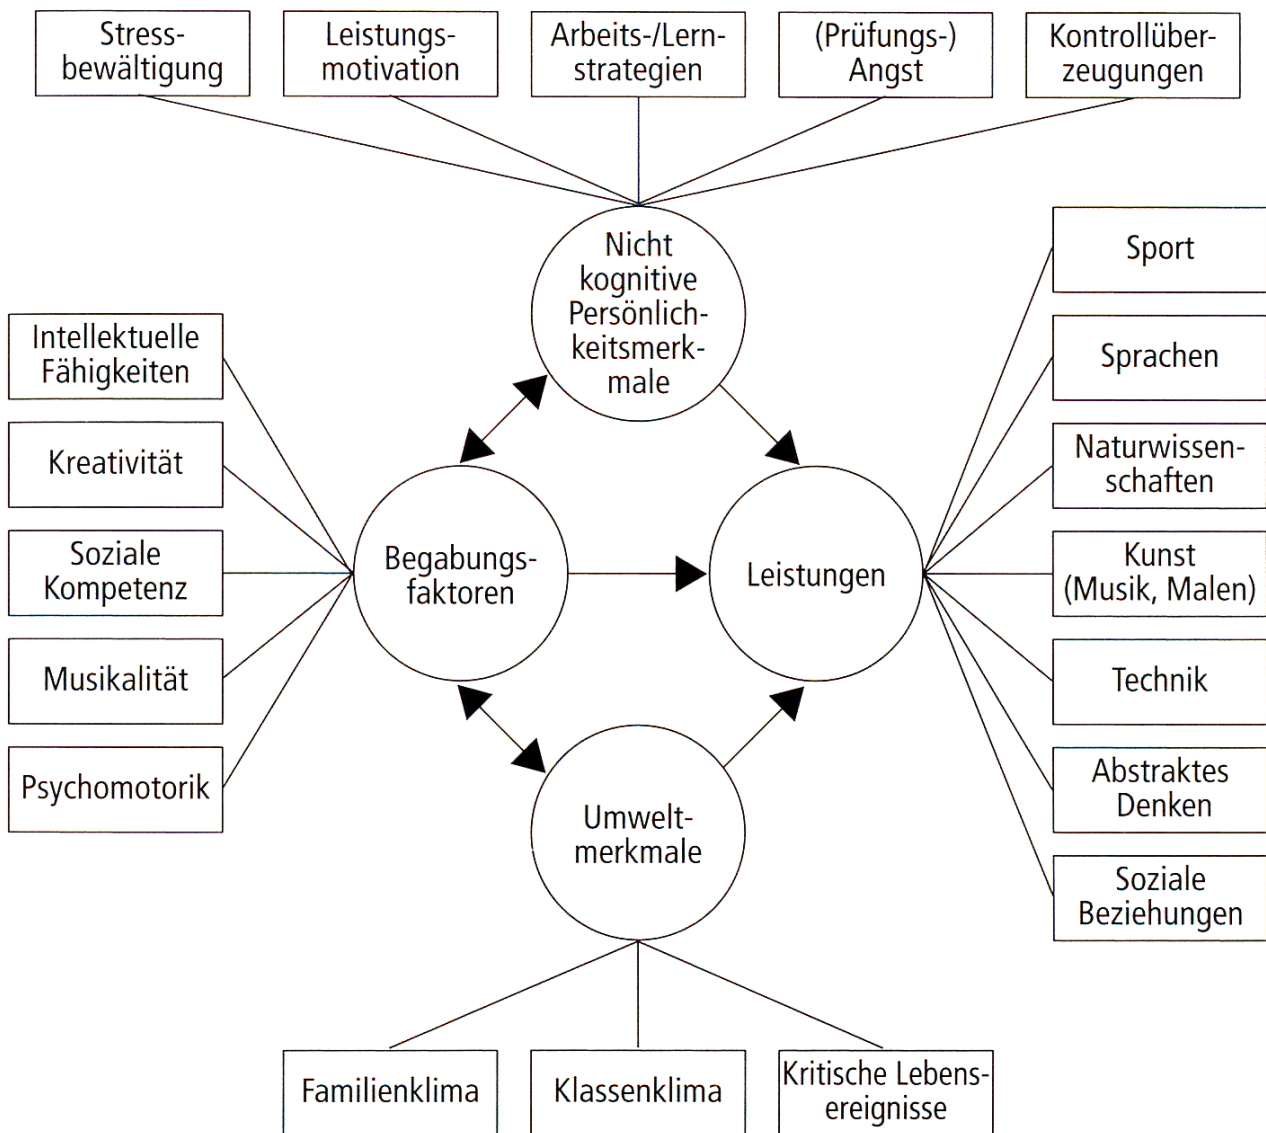 Stress-
bewältigung
Leistungs-
motivation
Arbeits-/Lern-
strategien
(Prüfungs-)
Angst
Kontrollüber-
zeugungen
Nicht
kognitive
Persönlich-
keitsmerk-
male
Intellektuelle
Fähigkeiten
Kreativität
Soziale
Kompetenz
Musikalität
Psychomotorik
Begabungs-
faktoren
Leistungen
Sport
Sprachen
Naturwissen-
schaften
Kunst
(Musik, Malen)
Technik
Abstraktes
Denken
Soziale
Beziehungen
Umwelt-
merkmale
Familienklima
Klassenklima
Kritische Lebens-
ereignisse